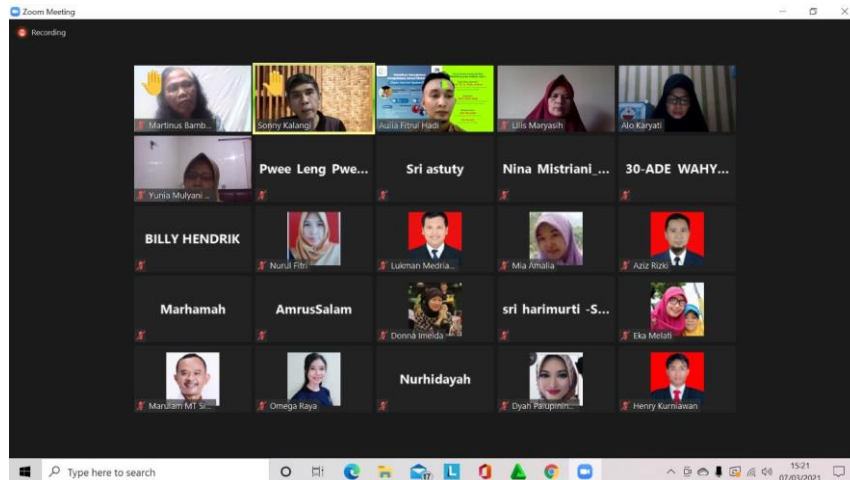 Zoom Meeting
Recording
Martinus Bamb...
Sonny Kalangi
Aulia Fitrul Hadi
Lilis Maryasih
Alo Karyati
Yunia Mulyani ...
Pwee Leng Pwe...
Sri astuty
Nina Mistriani_...
30-ADE WAHY...
BILLY HENDRIK
Nurul Fitri
Lukman Medria...
Mia Amalia
Aziz Rizki
Marhamah
AmrusSalam
Donna Imelda
sri harimurti -S...
Eka Melati
Marulam MT Si...
Omega Raya
Nurhidayah
Dyah Palupinin...
Henry Kurniawan
Type here to search
17
15:21
07/03/2021